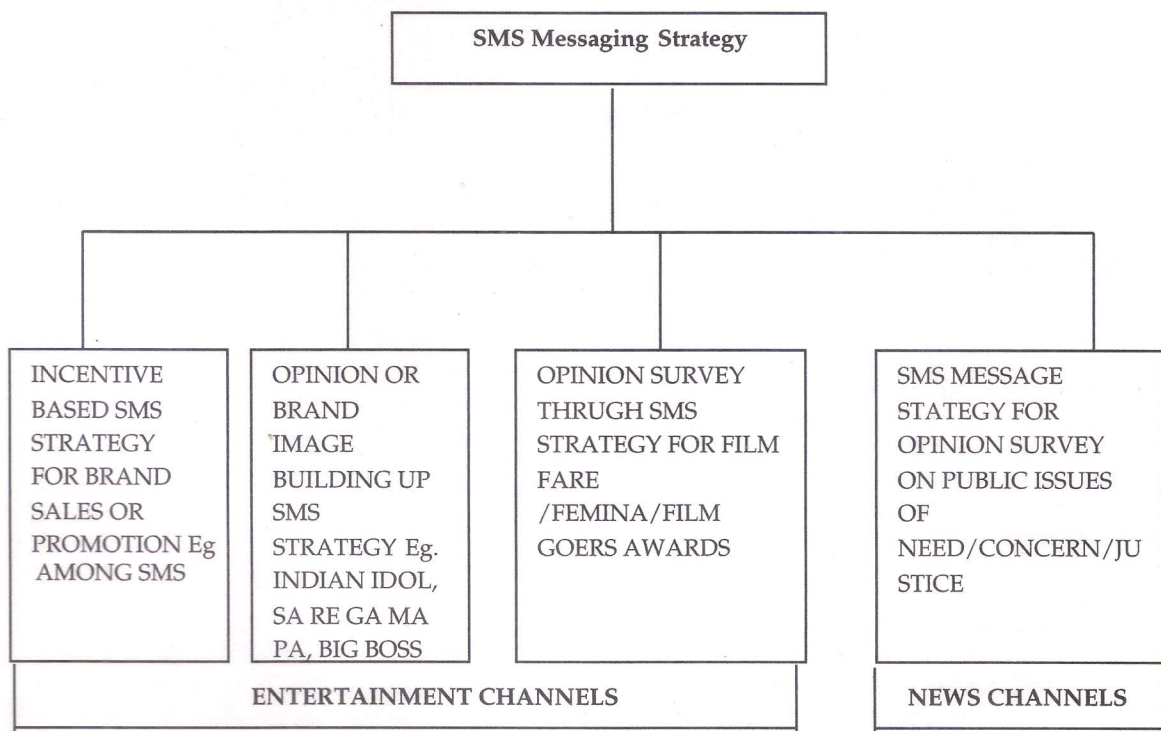 SMS Messaging Strategy
INCENTIVE
BASED SMS
STRATEGY
FOR BRAND
SALES OR
PROMOTION Eg
AMONG SMS
OPINION OR
BRAND
IMAGE
BUILDING UP
SMS
STRATEGY Eg.
INDIAN IDOL,
SA RE GA MA
PA, BIG BOSS
OPINION SURVEY
THRUGH SMS
STRATEGY FOR FILM
FARE
/FEMINA/FILM
GOERS AWARDS
SMS MESSAGE
STATEGY FOR
OPINION SURVEY
ON PUBLIC ISSUES
OF
NEED/CONCERN/JU
STICE
ENTERTAINMENT CHANNELS
NEWS CHANNELS